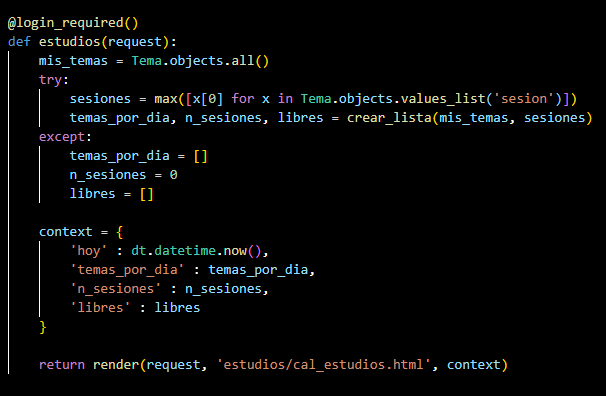 @login_required()
def estudios(request):
    mis_temas = Tema.objects.all()
    try:
        sesiones = max([x[0] for x in Tema.objects.values_list('sesion')])
        temas_por_dia, n_sesiones, libres = crear_lista(mis_temas, sesiones)
    except:
        temas_por_dia = []
        n_sesiones = 0
        libres = []

    context = {
        'hoy' : dt.datetime.now(),
        'temas_por_dia' : temas_por_dia,
        'n_sesiones' : n_sesiones,
        'libres' : libres
    }

    return render(request, 'estudios/cal_estudios.html', context)